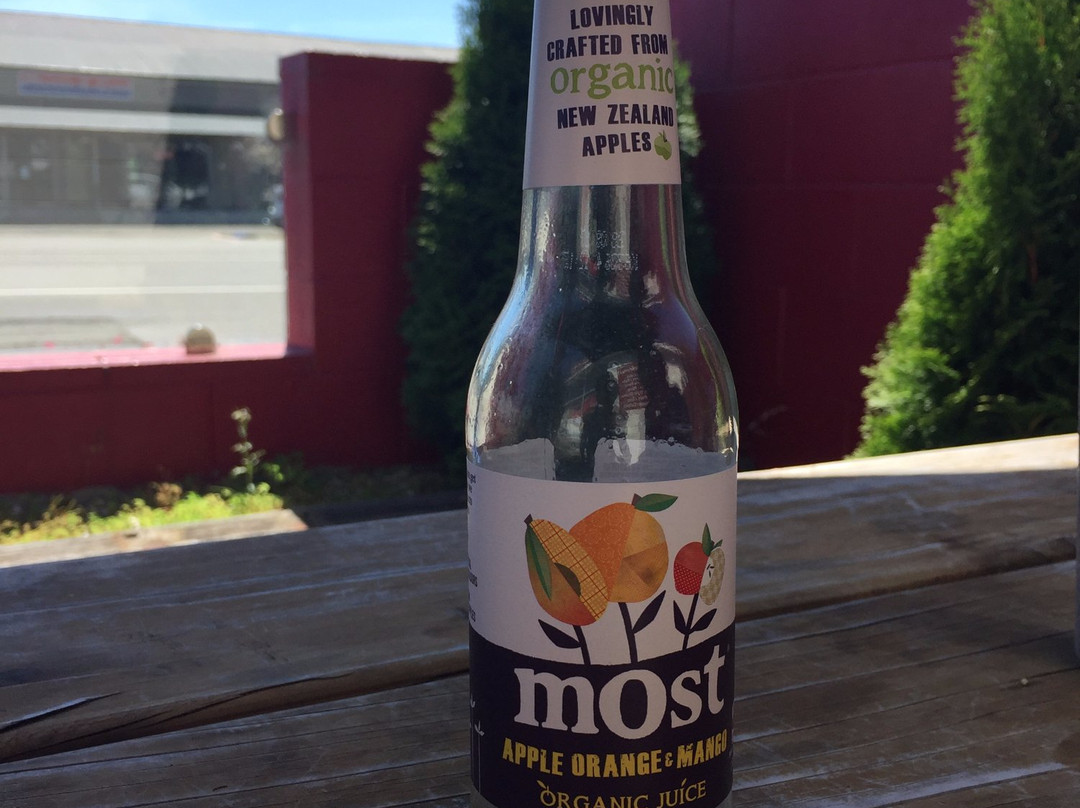 LOVINGLY
CRAFTED FROM
organic
NEW ZEALAND
APPLES
most
APPLE ORANGE & MANGO
ORGANIC JUICE